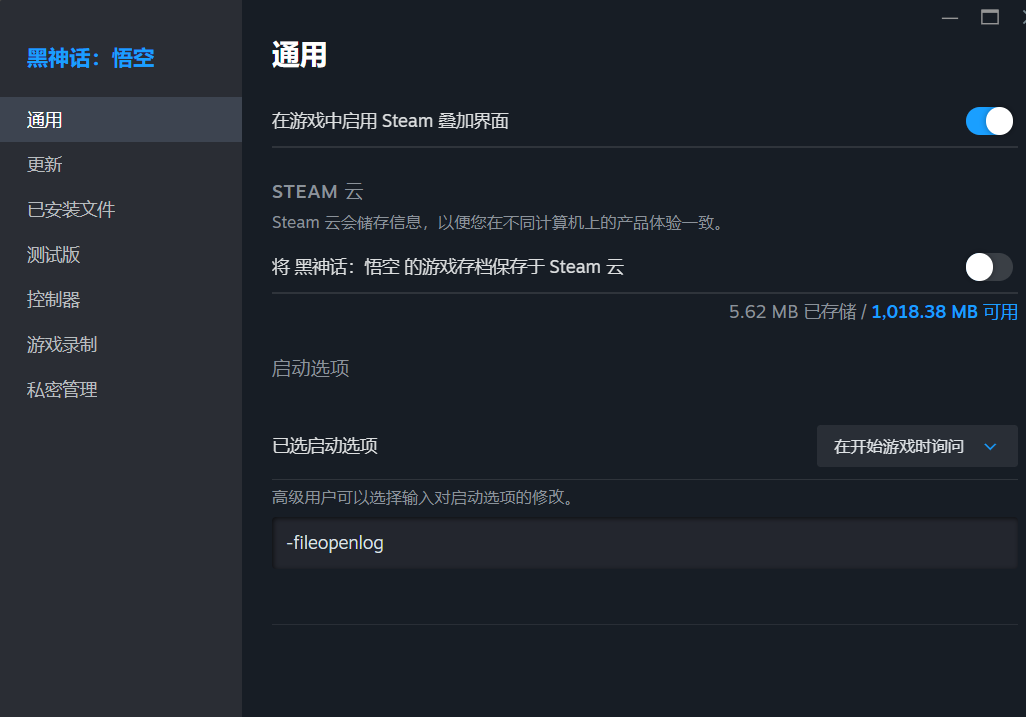 黑神话：悟空
通用
更新
已安装文件
测试版
控制器
游戏录制
私密管理
通用
在游戏中启用 Steam 叠加界面
STEAM 云
Steam 云会储存信息，以便您在不同计算机上的产品体验一致。
将 黑神话：悟空 的游戏存档保存于 Steam 云
5.62 MB 已存储 / 1,018.38 MB 可用
启动选项
已选启动选项
在开始游戏时询问
高级用户可以选择输入对启动选项的修改。
-fileopenlog